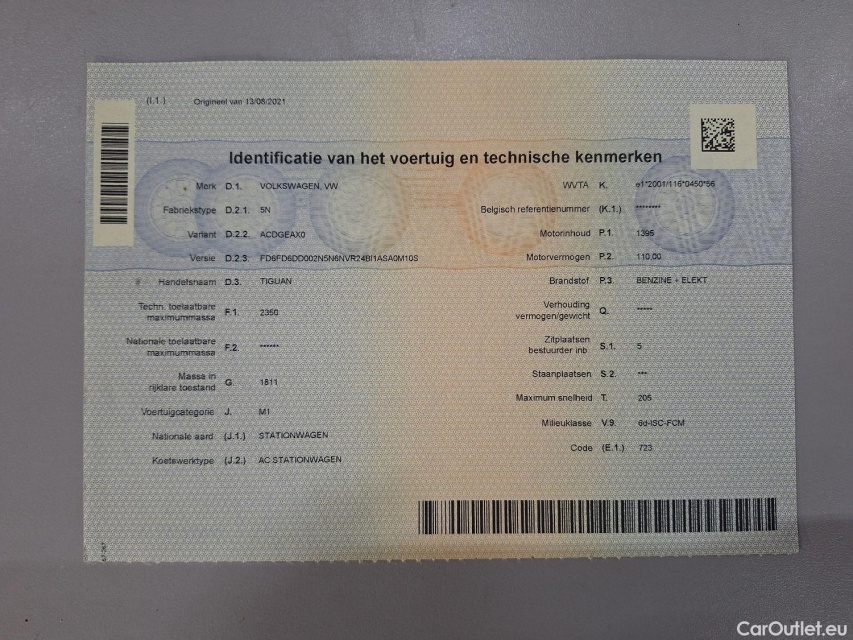 (I.1.) Origineel van 13/08/2021
Identificatie van het voertuig en technische kenmerken
Merk D.1. VOLKSWAGEN, VW
Fabriekstype D.2.1. 5N
Variant D.2.2. ACDGEAX0
Versie D.2.3. FD6FD6DD002N5N6NVR24BI1ASA0M10S
Handelsnaam D.3. TIGUAN
Techn. toelaatbare
maximummassa F.1. 2350
Nationale toelaatbare
maximummassa F.2. ******
Massa in
rijklare toestand G. 1811
Voertuigcategorie J. M1
Nationale aard (J.1.) STATIONWAGEN
Koetswerktype (J.2.) AC STATIONWAGEN
WVTA K. e1*2001/116*0450*56
Belgisch referentienummer (K.1.) ********
Motorinhoud P.1. 1395
Motorvermogen P.2. 110,00
Brandstof P.3. BENZINE + ELEKT
Verhouding
vermogen/gewicht Q. *****
Zitplaatsen
bestuurder inb. S.1. 5
Staanplaatsen S.2. ***
Maximum snelheid T. 205
Milieuklasse V.9. 6d-ISC-FCM
Code (E.1.) 723
CarOutlet.eu